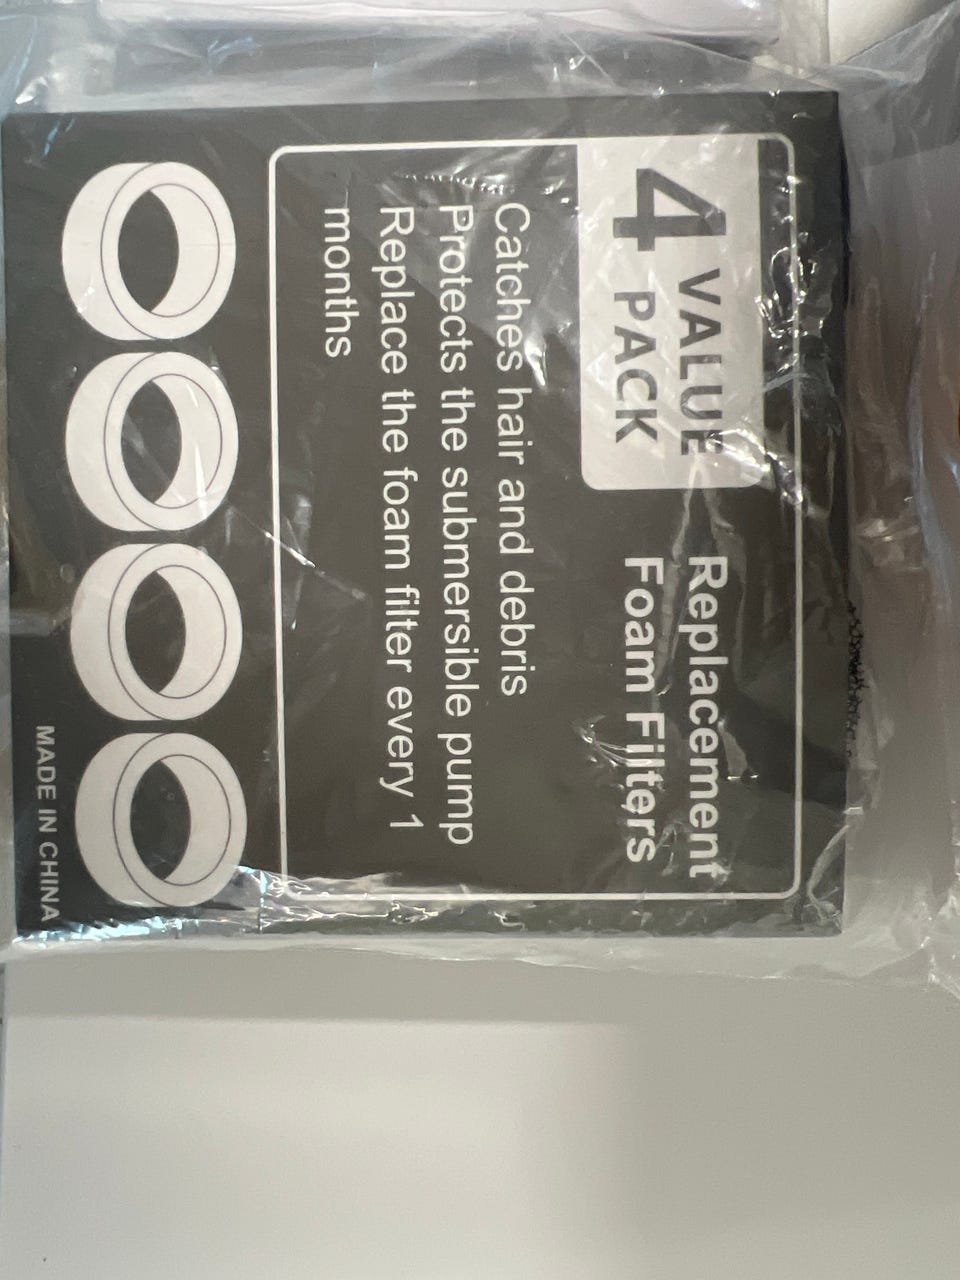 4 VALUE
PACK
Replacement
Foam Filters
Catches hair and debris
Protects the submersible pump
Replace the foam filter every 1
months
MADE IN CHINA